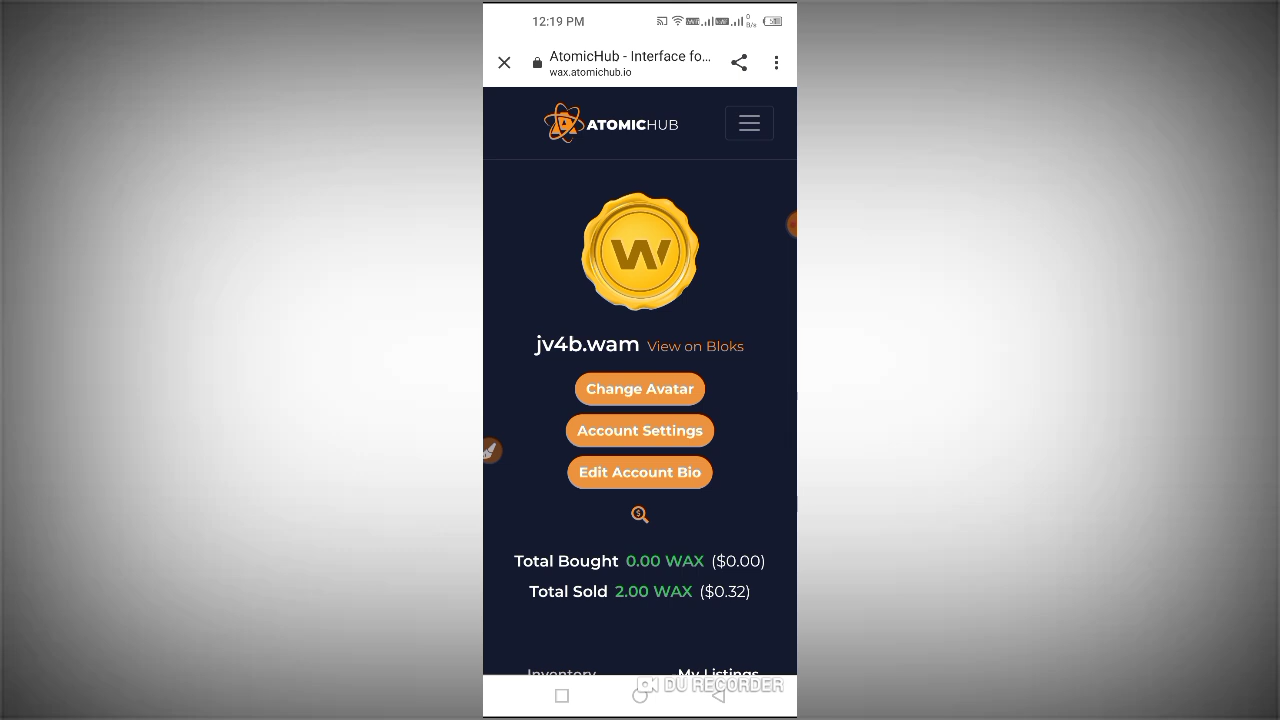 12:19 PM
AtomicHub - Interface fo...
wax.atomichub.io
ATOMICHUB
W
jv4b.wam View on Bloks
Change Avatar
Account Settings
Edit Account Bio
Total Bought 0.00 WAX ($0.00)
Total Sold 2.00 WAX ($0.32)
Inventory My Listings
DU RECORDER